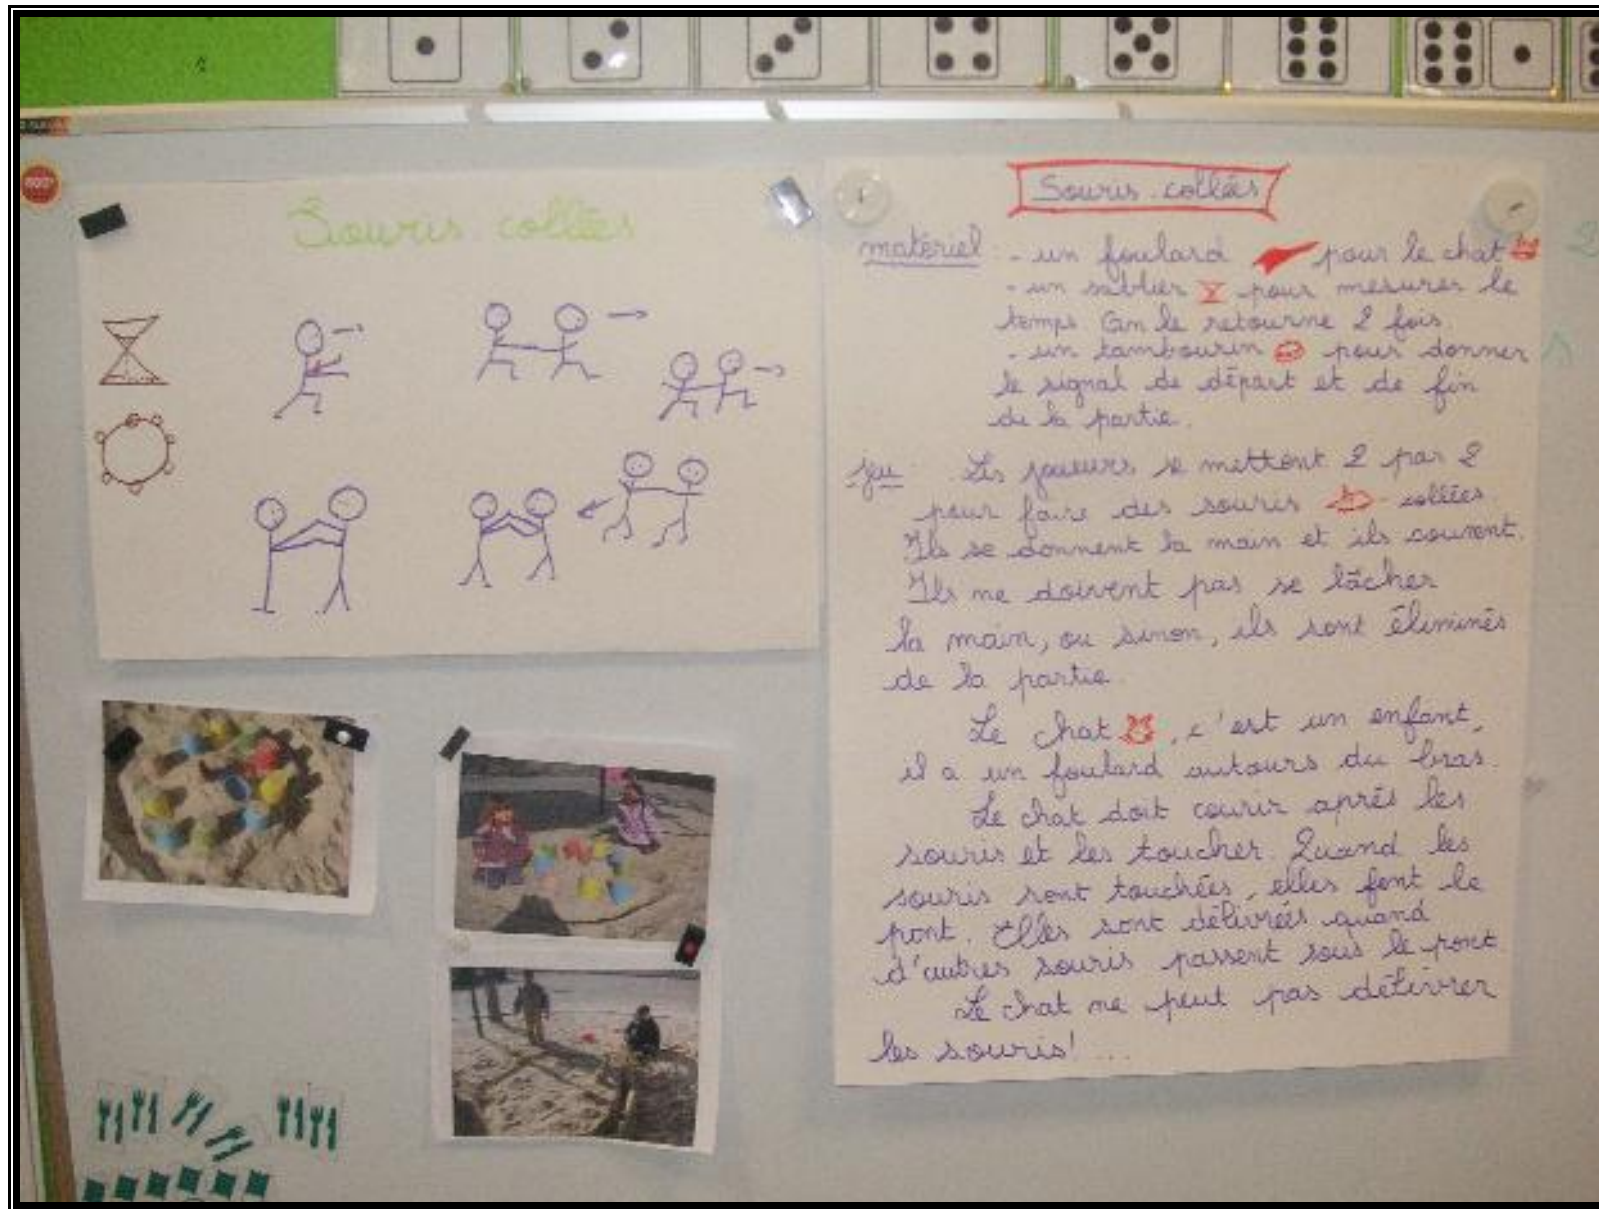 Souris collées
Souris collées
matériel : - un foulard pour le chat
- un sablier pour mesurer le
temps (on le retourne 2 fois.
- un tambourin pour donner
le signal de départ et de fin
de la partie.
jeu : Les joueurs se mettent 2 par 2
pour faire des souris collées.
Ils se donnent la main et ils courent.
Ils ne doivent pas se lâcher
la main, ou sinon, ils sont éliminés
de la partie.
Le chat, c'est un enfant,
il a un foulard autours du bras.
Le chat doit courir après les
souris et les toucher. Quand les
souris sont touchées, elles font le
pont. Elles sont délivrées quand
d'autres souris passent sous le pont.
Le chat ne peut pas délivrer
les souris! ...